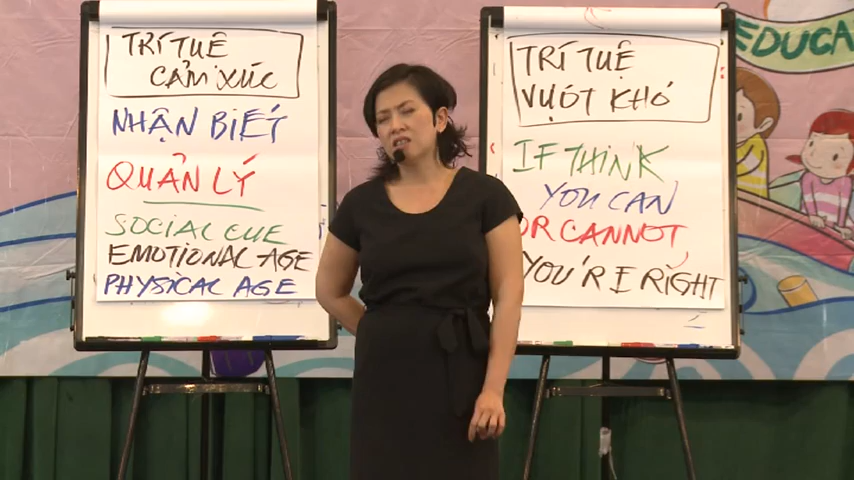 TRÍ TUỆ
CẢM XÚC
NHẬN BIẾT
QUẢN LÝ
SOCIAL CUE
EMOTIONAL AGE
PHYSICAL AGE
TRÍ TUỆ
VƯỢT KHÓ
IF THINK
YOU CAN
OR CANNOT,
YOU'RE RIGHT
EDUCA